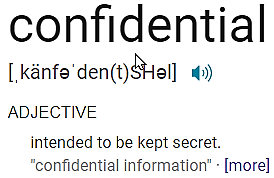 confidential
[ˌkänfəˈden(t)SHəl]
ADJECTIVE
intended to be kept secret.
"confidential information" · [more]